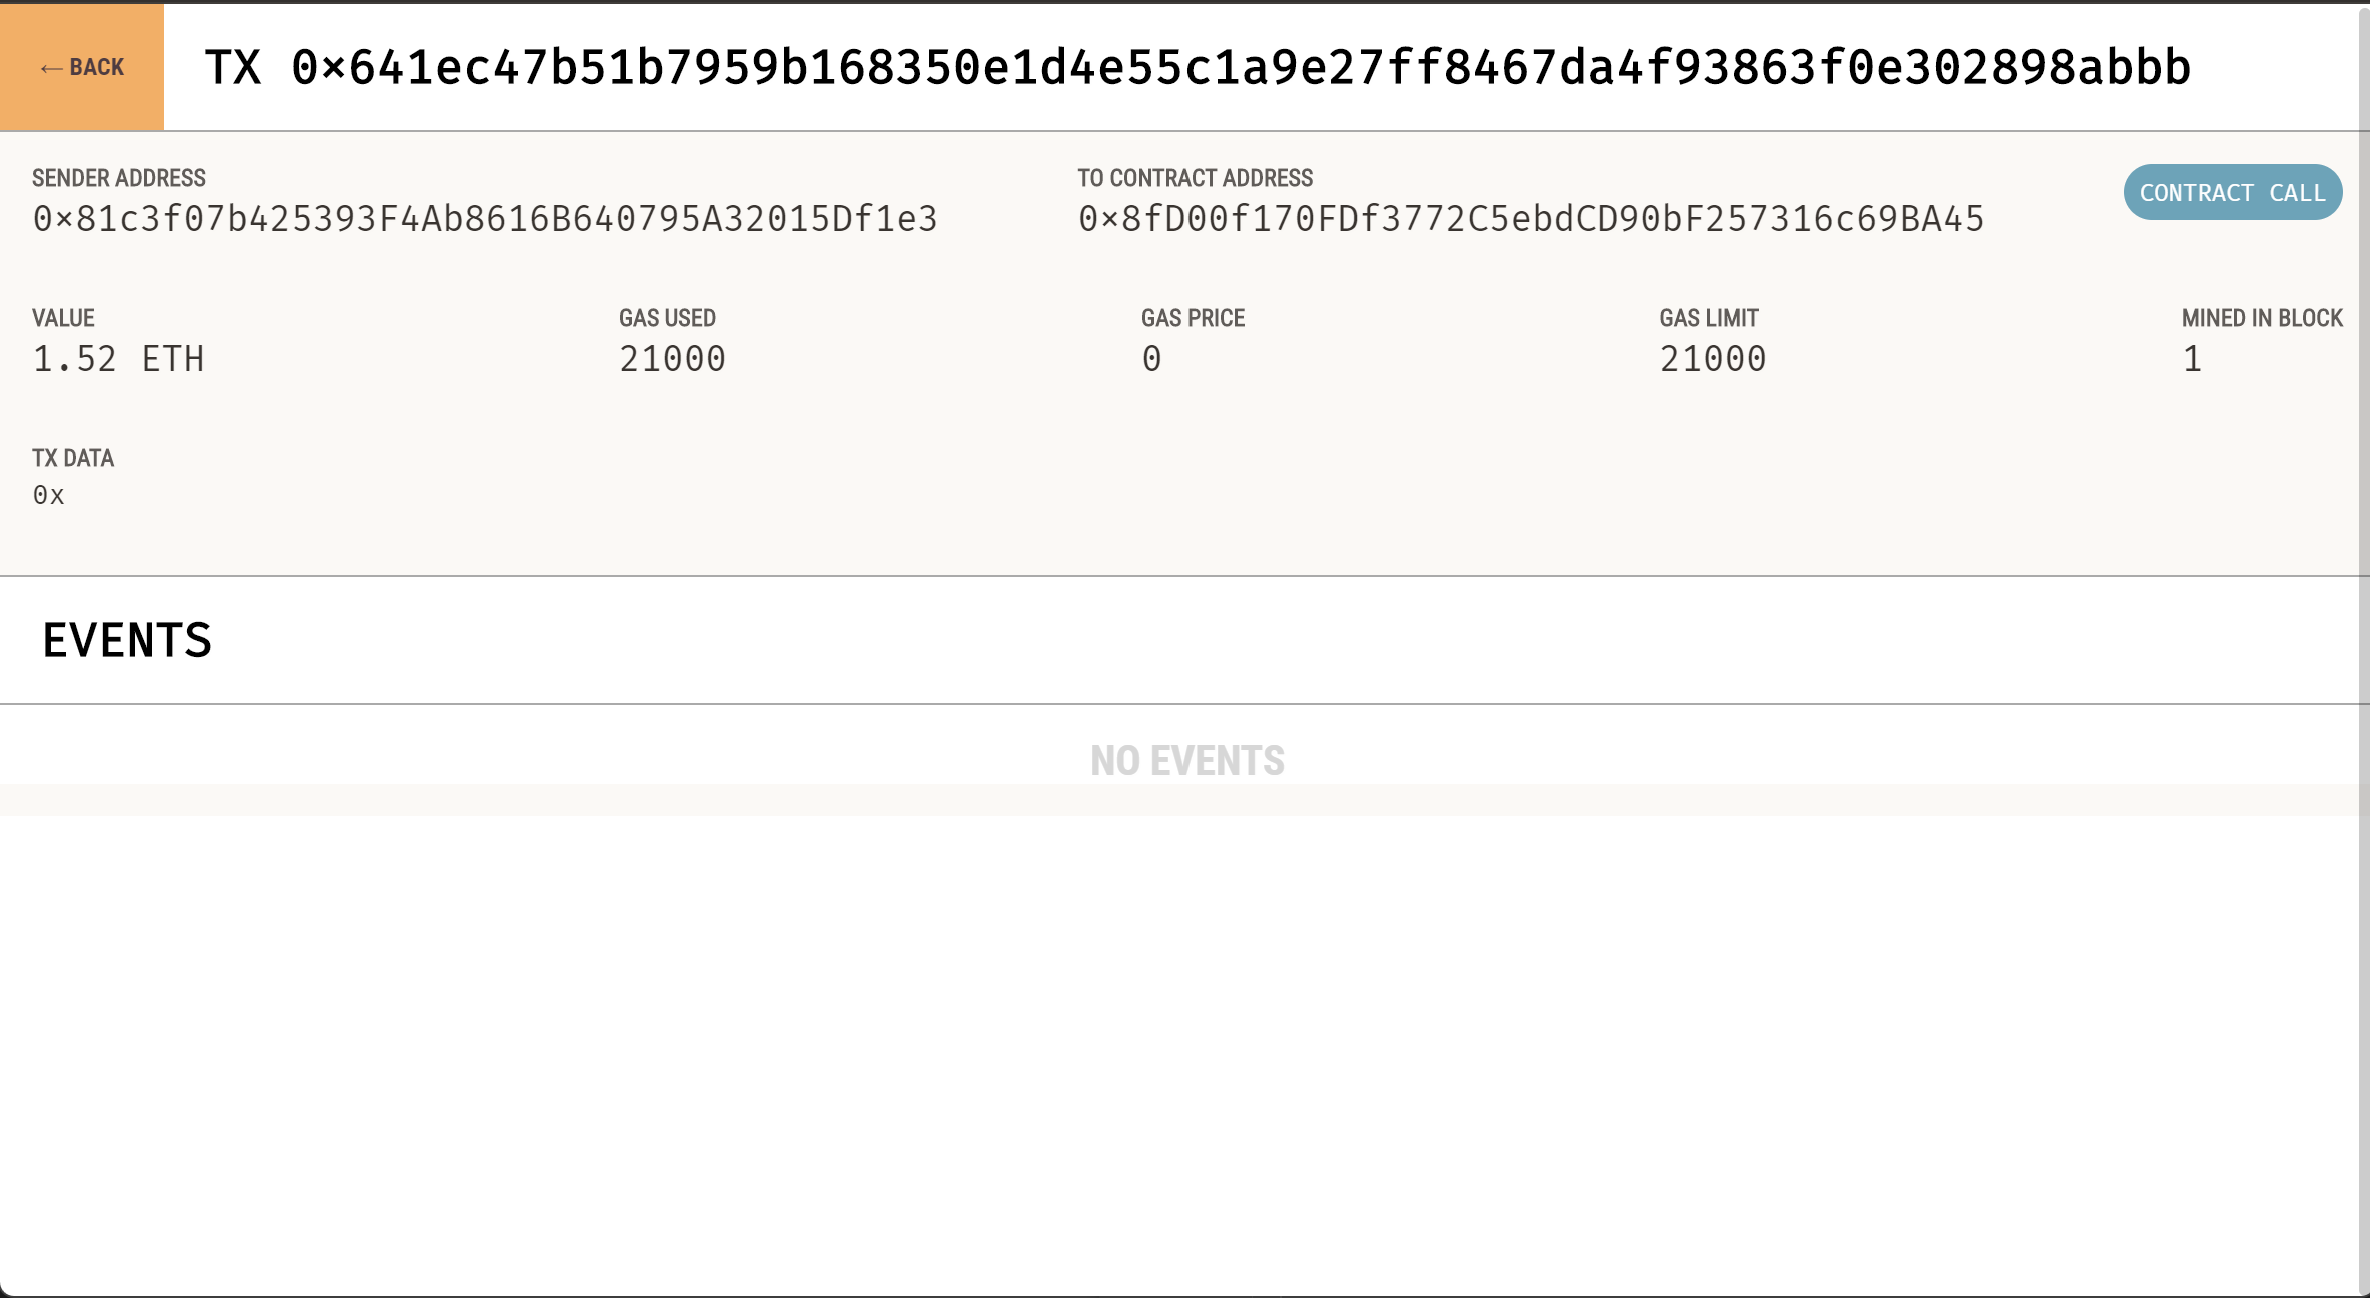 ← BACK
TX 0×641ec47b51b7959b168350e1d4e55c1a9e27ff8467da4f93863f0e302898abbb
SENDER ADDRESS
0×81c3f07b425393F4Ab8616B640795A32015Df1e3
TO CONTRACT ADDRESS
0×8fD00f170FDf3772C5ebdCD90bF257316c69BA45
CONTRACT CALL
VALUE
1.52 ETH
GAS USED
21000
GAS PRICE
0
GAS LIMIT
21000
MINED IN BLOCK
1
TX DATA
0x
EVENTS
NO EVENTS